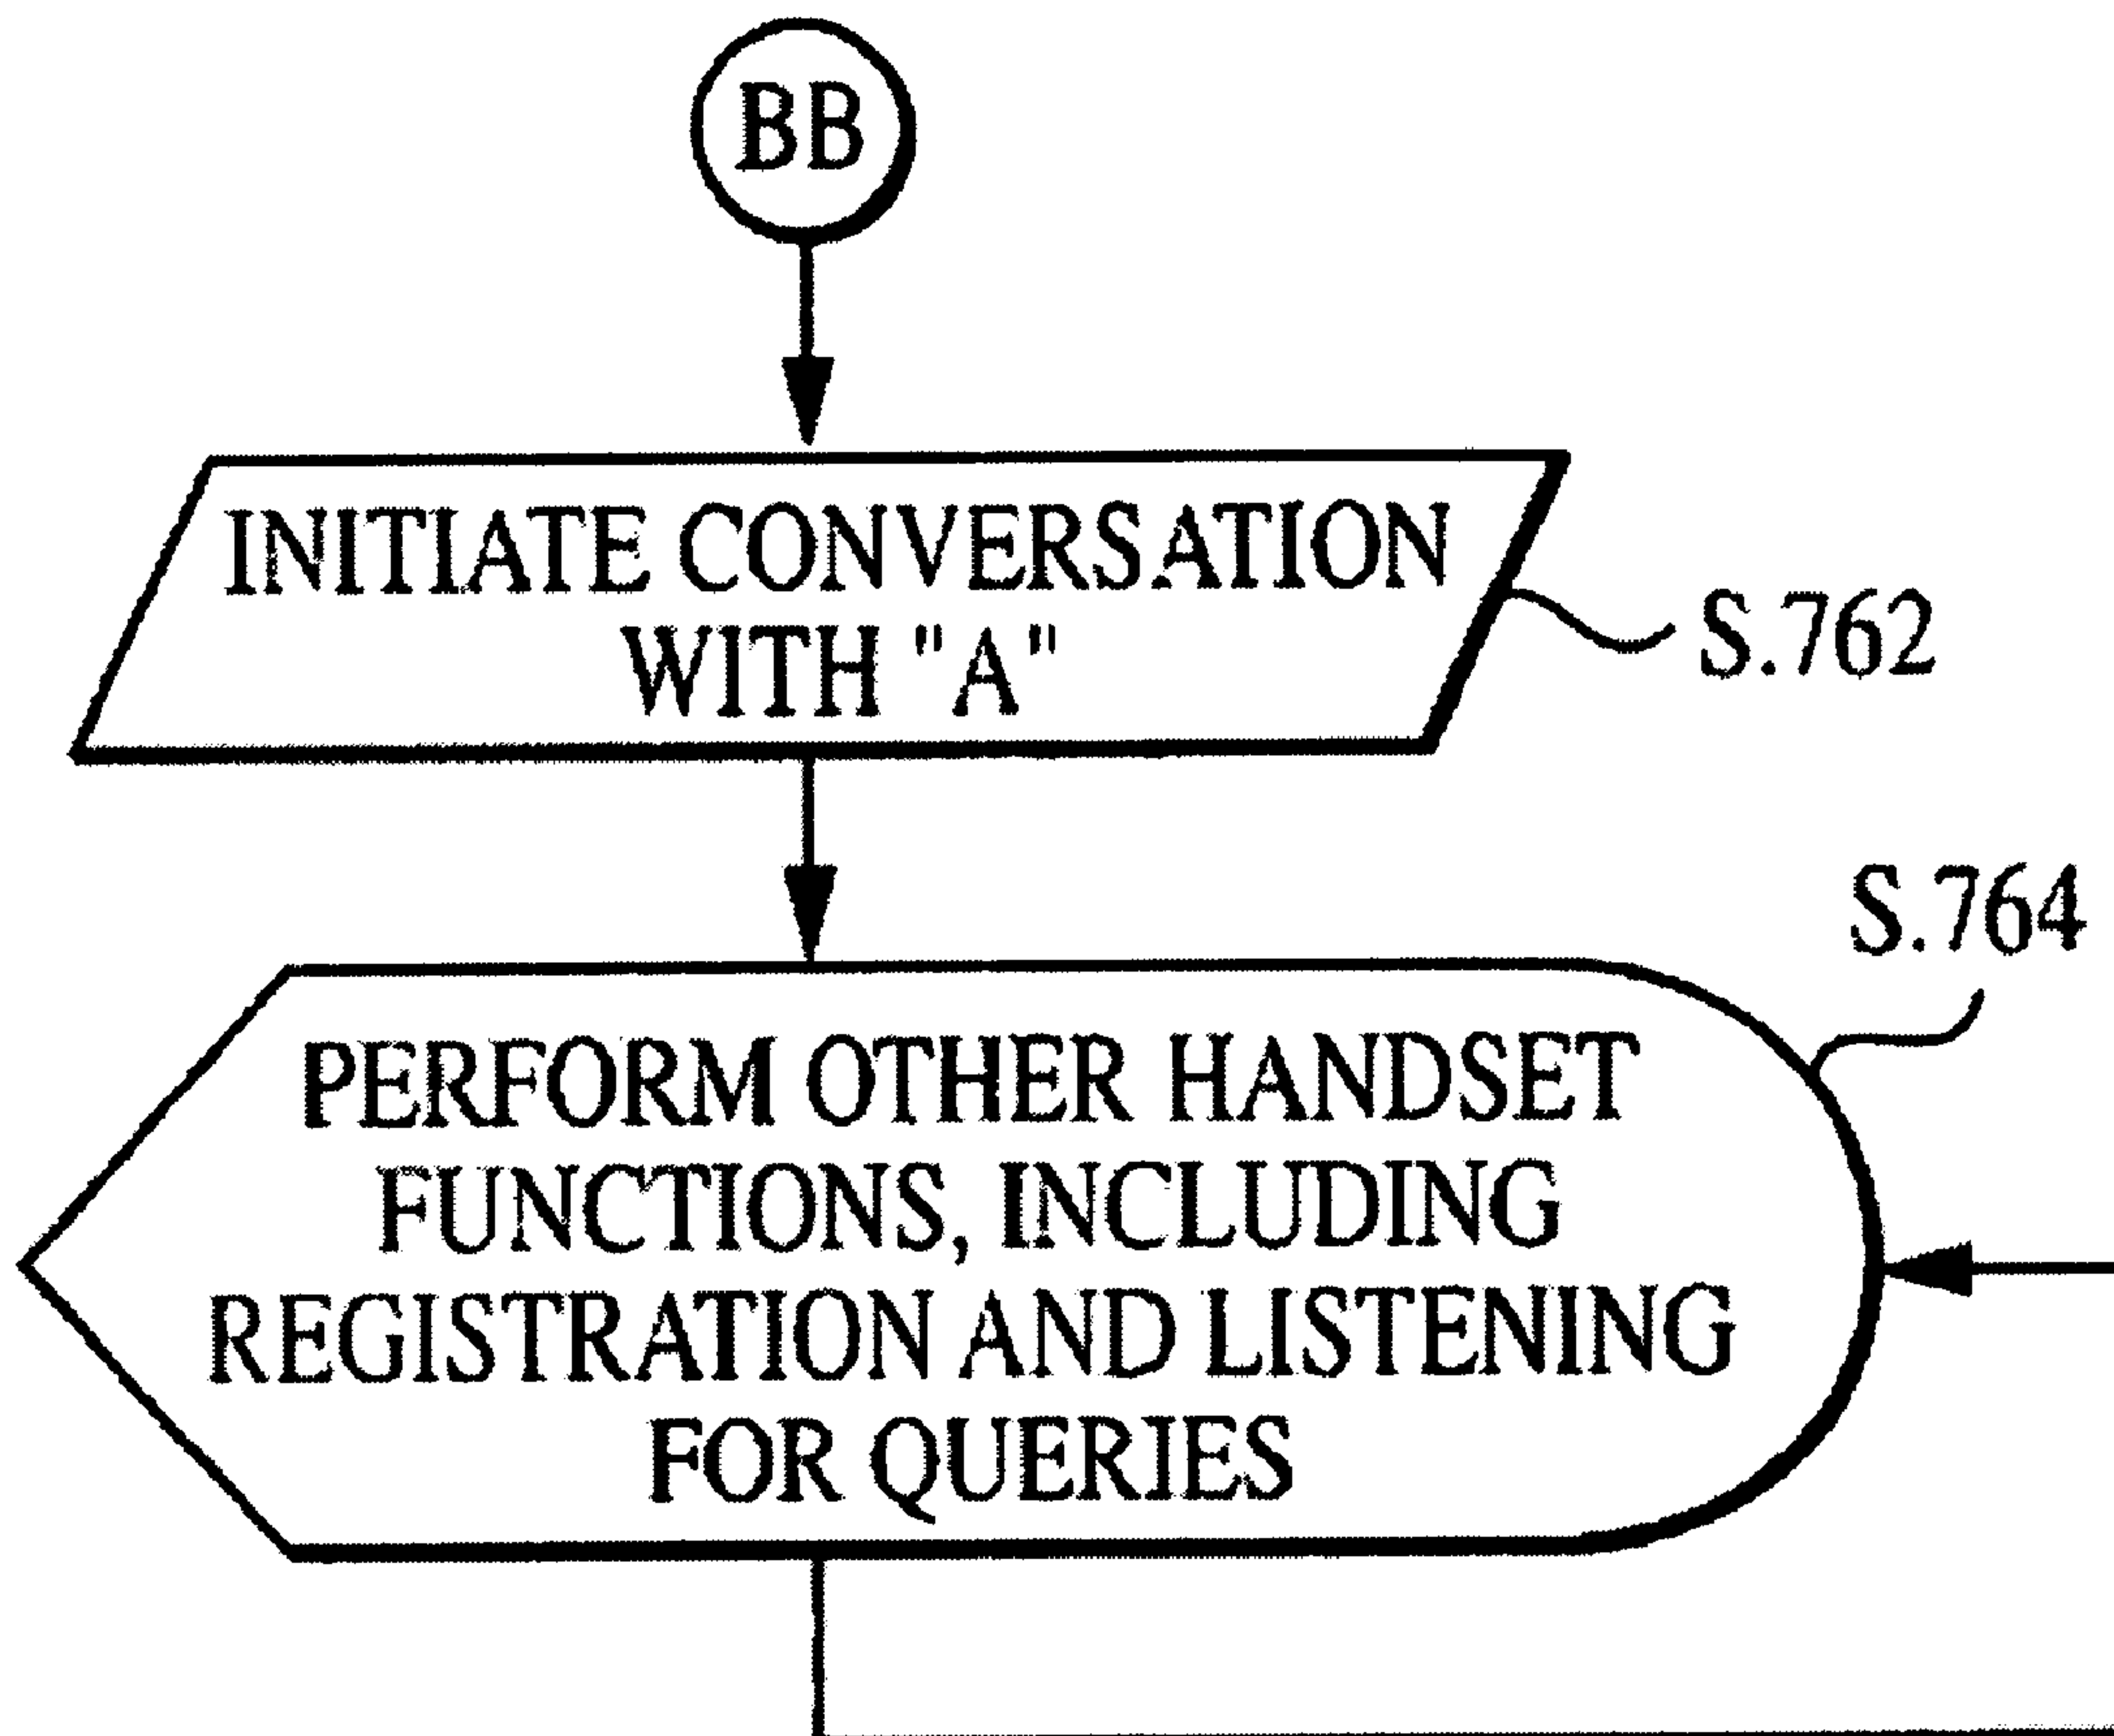 BB
INITIATE CONVERSATION
WITH "A"
S.762
S.764
PERFORM OTHER HANDSET
FUNCTIONS, INCLUDING
REGISTRATION AND LISTENING
FOR QUERIES